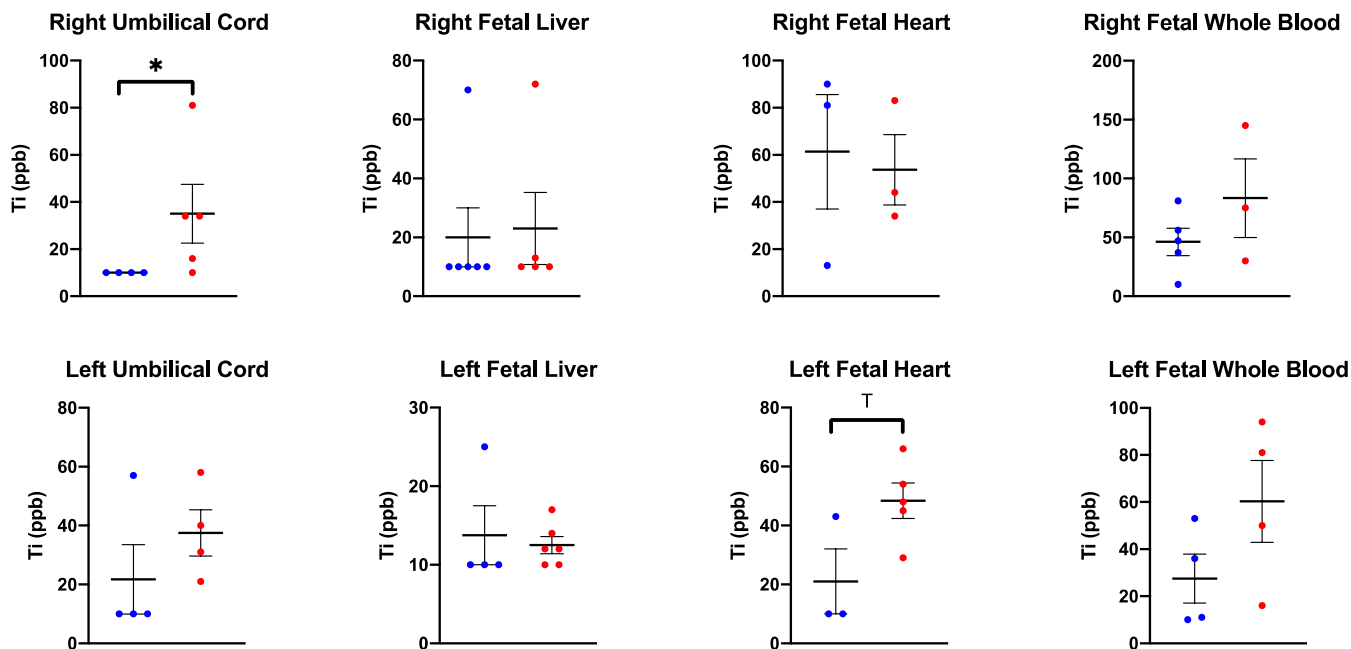 Right Umbilical Cord
Ti (ppb)
100
80
60
40
20
0
*
Right Fetal Liver
Ti (ppb)
80
60
40
20
0
Right Fetal Heart
Ti (ppb)
100
80
60
40
20
0
Right Fetal Whole Blood
Ti (ppb)
200
150
100
50
0
Left Umbilical Cord
Ti (ppb)
80
60
40
20
0
Left Fetal Liver
Ti (ppb)
30
20
10
0
Left Fetal Heart
Ti (ppb)
80
60
40
20
0
T
Left Fetal Whole Blood
Ti (ppb)
100
80
60
40
20
0